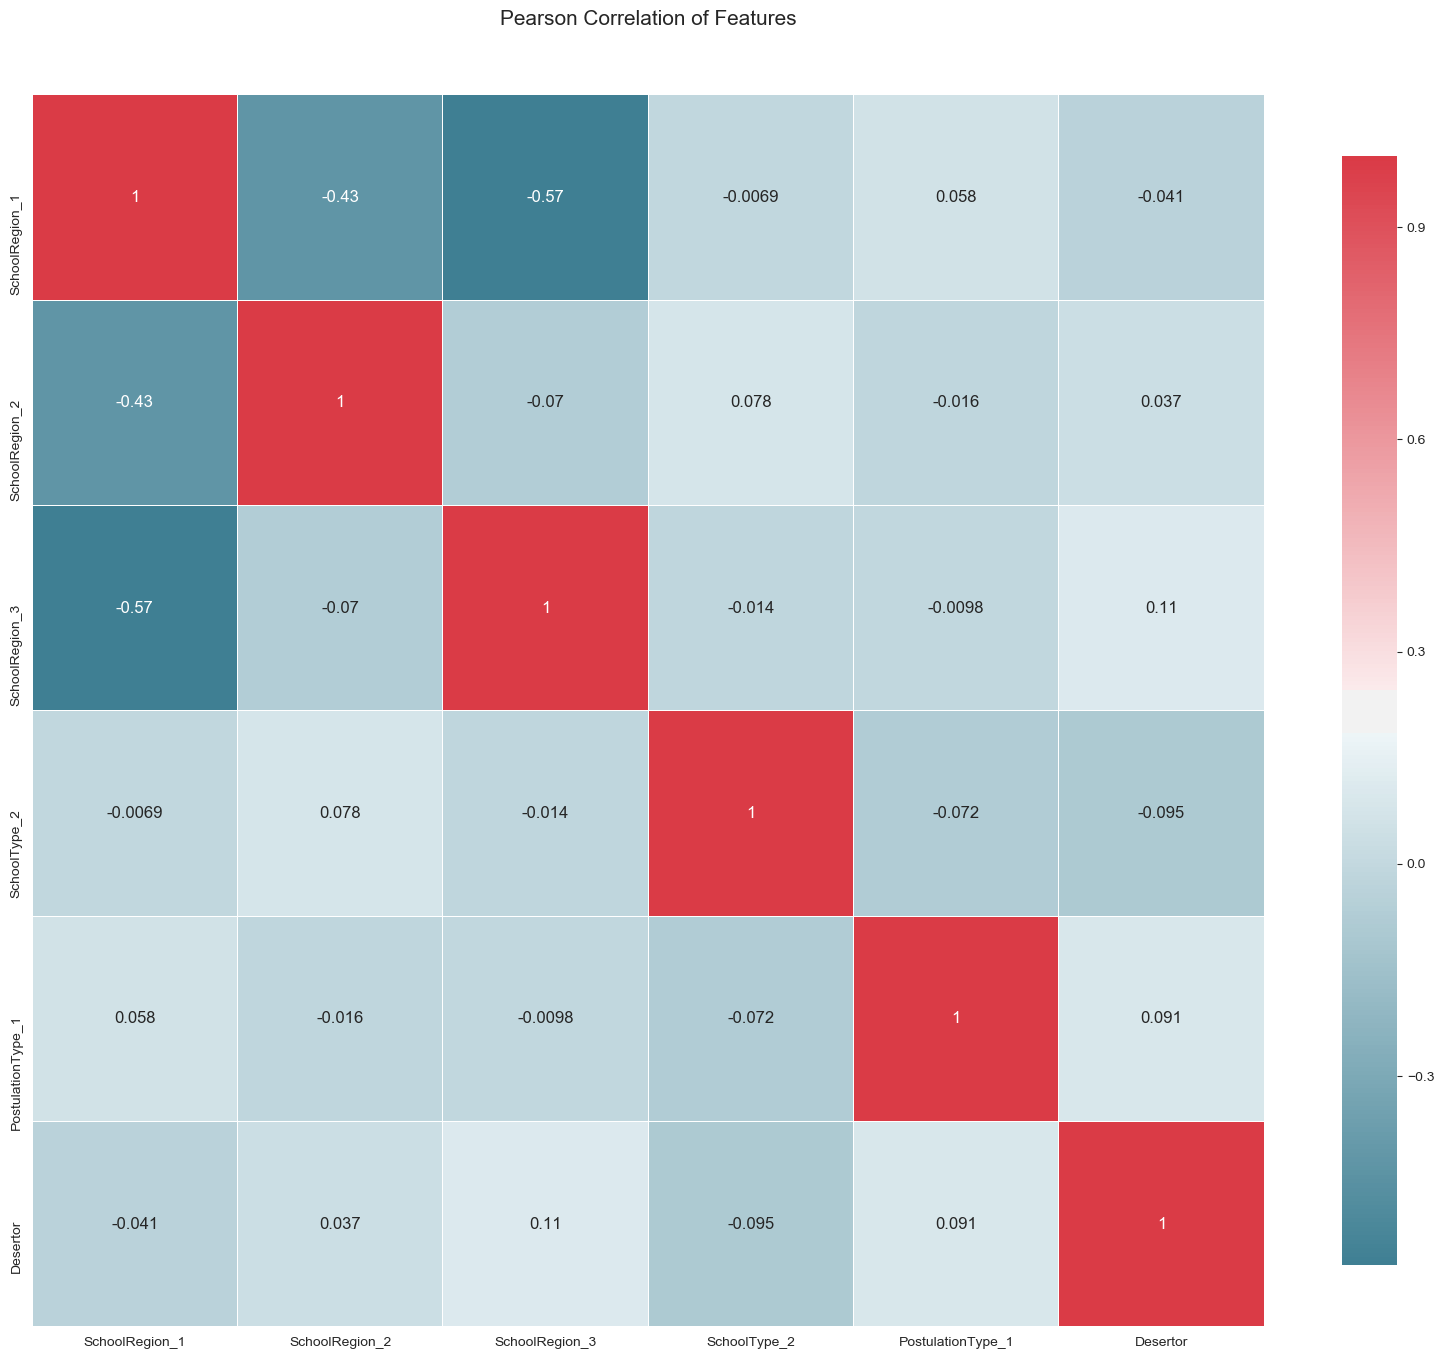 Pearson Correlation of Features
SchoolRegion_1
1 -0.43 -0.57 -0.0069 0.058 -0.041
SchoolRegion_2
-0.43 1 -0.07 0.078 -0.016 0.037
SchoolRegion_3
-0.57 -0.07 1 -0.014 -0.0098 0.11
SchoolType_2
-0.0069 0.078 -0.014 1 -0.072 -0.095
PostulationType_1
0.058 -0.016 -0.0098 -0.072 1 0.091
Desertor
-0.041 0.037 0.11 -0.095 0.091 1
SchoolRegion_1 SchoolRegion_2 SchoolRegion_3 SchoolType_2 PostulationType_1 Desertor
0.9
0.6
0.3
0.0
−0.3